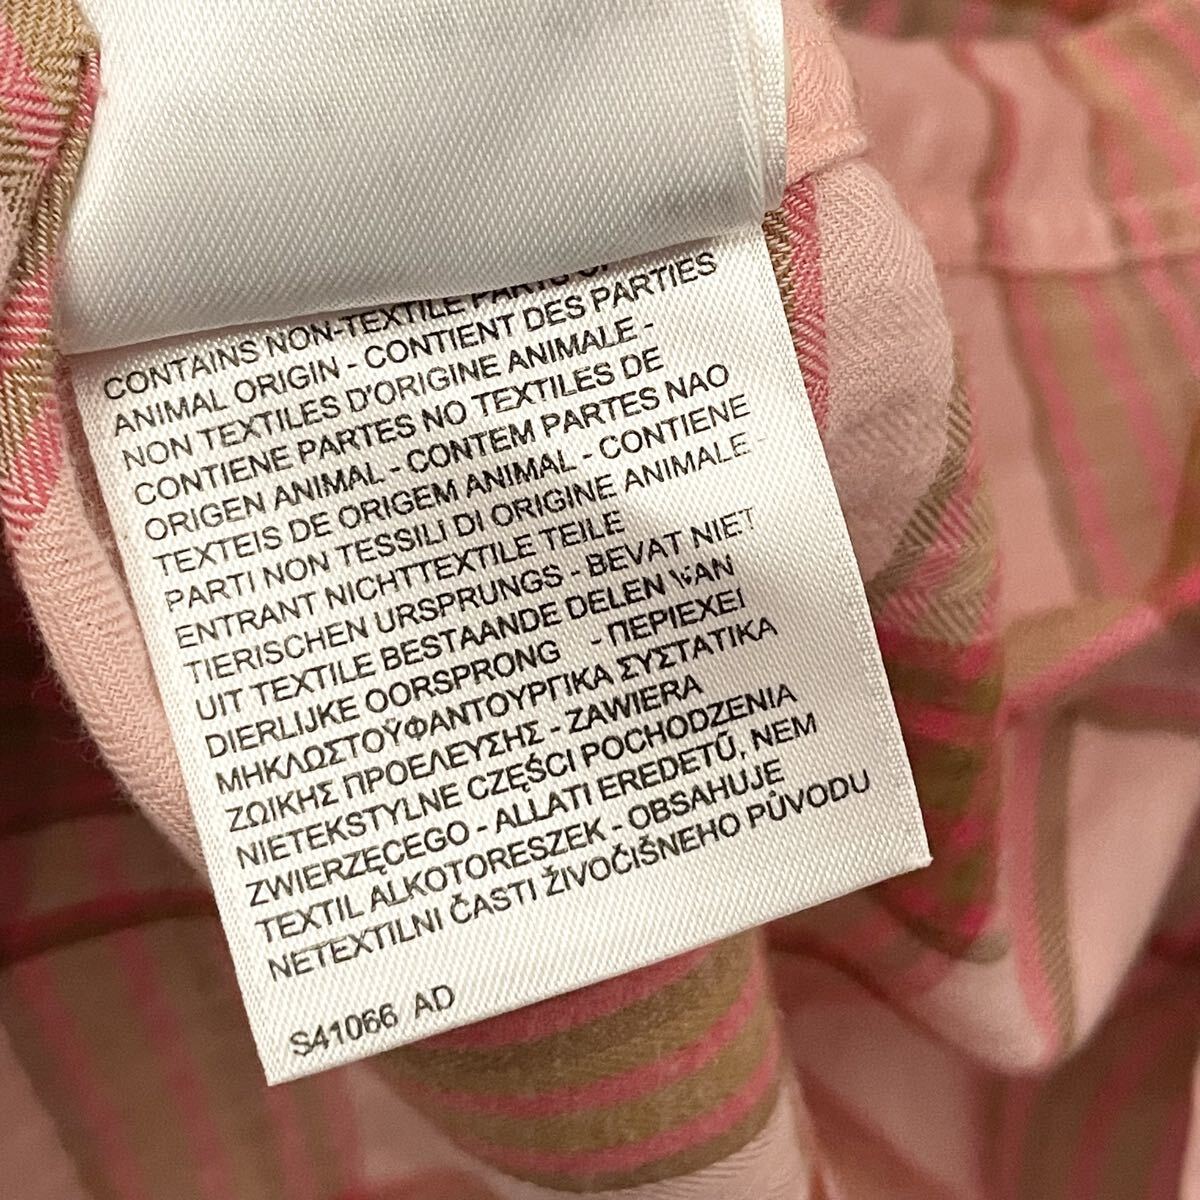 CONTAINS NON-TEXTILE PARTS OF
ANIMAL ORIGIN - CONTIENT DES PARTIES
NON TEXTILES D'ORIGINE ANIMALE -
CONTIENE PARTES NO TEXTILES DE
ORIGEN ANIMAL - CONTEM PARTES NAO
TEXTEIS DE ORIGEM ANIMAL - CONTIENE
PARTI NON TESSILI DI ORIGINE ANIMALE -
ENTRANT NICHTTEXTILE TEILE
TIERISCHEN URSPRUNGS - BEVAT NIET
UIT TEXTILE BESTAANDE DELEN VAN
DIERLIJKE OORSPRONG - ΠΕΡΙΕΧΕΙ
ΜΗΚΛΩΣΤΟΫΦΑΝΤΟΥΡΓΙΚΑ ΣΥΣΤΑΤΙΚΑ
ΖΩΙΚΗΣ ΠΡΟΕΛΕΥΣΗΣ - ZAWIERA
NIETEKSTYLNE CZĘŚCI POCHODZENIA
ZWIERZĘCEGO - ALLATI EREDETŰ, NEM
TEXTIL ALKOTORESZEK - OBSAHUJE
NETEXTILNI ČASTI ŽIVOČIŠNEHO PŮVODU
S41066 AD